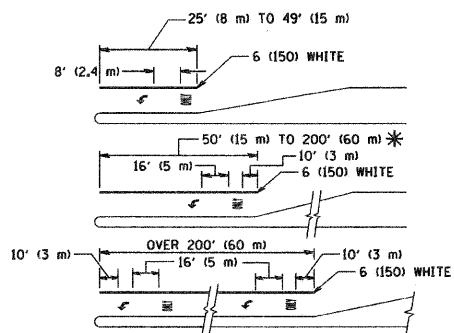 25' (8 m) TO 49' (15 m)
6 (150) WHITE
8' (2.4 m)
50' (15 m) TO 200' (60 m) ✳
16' (5 m)
10' (3 m)
6 (150) WHITE
OVER 200' (60 m)
10' (3 m)
16' (5 m)
10' (3 m)
6 (150) WHITE